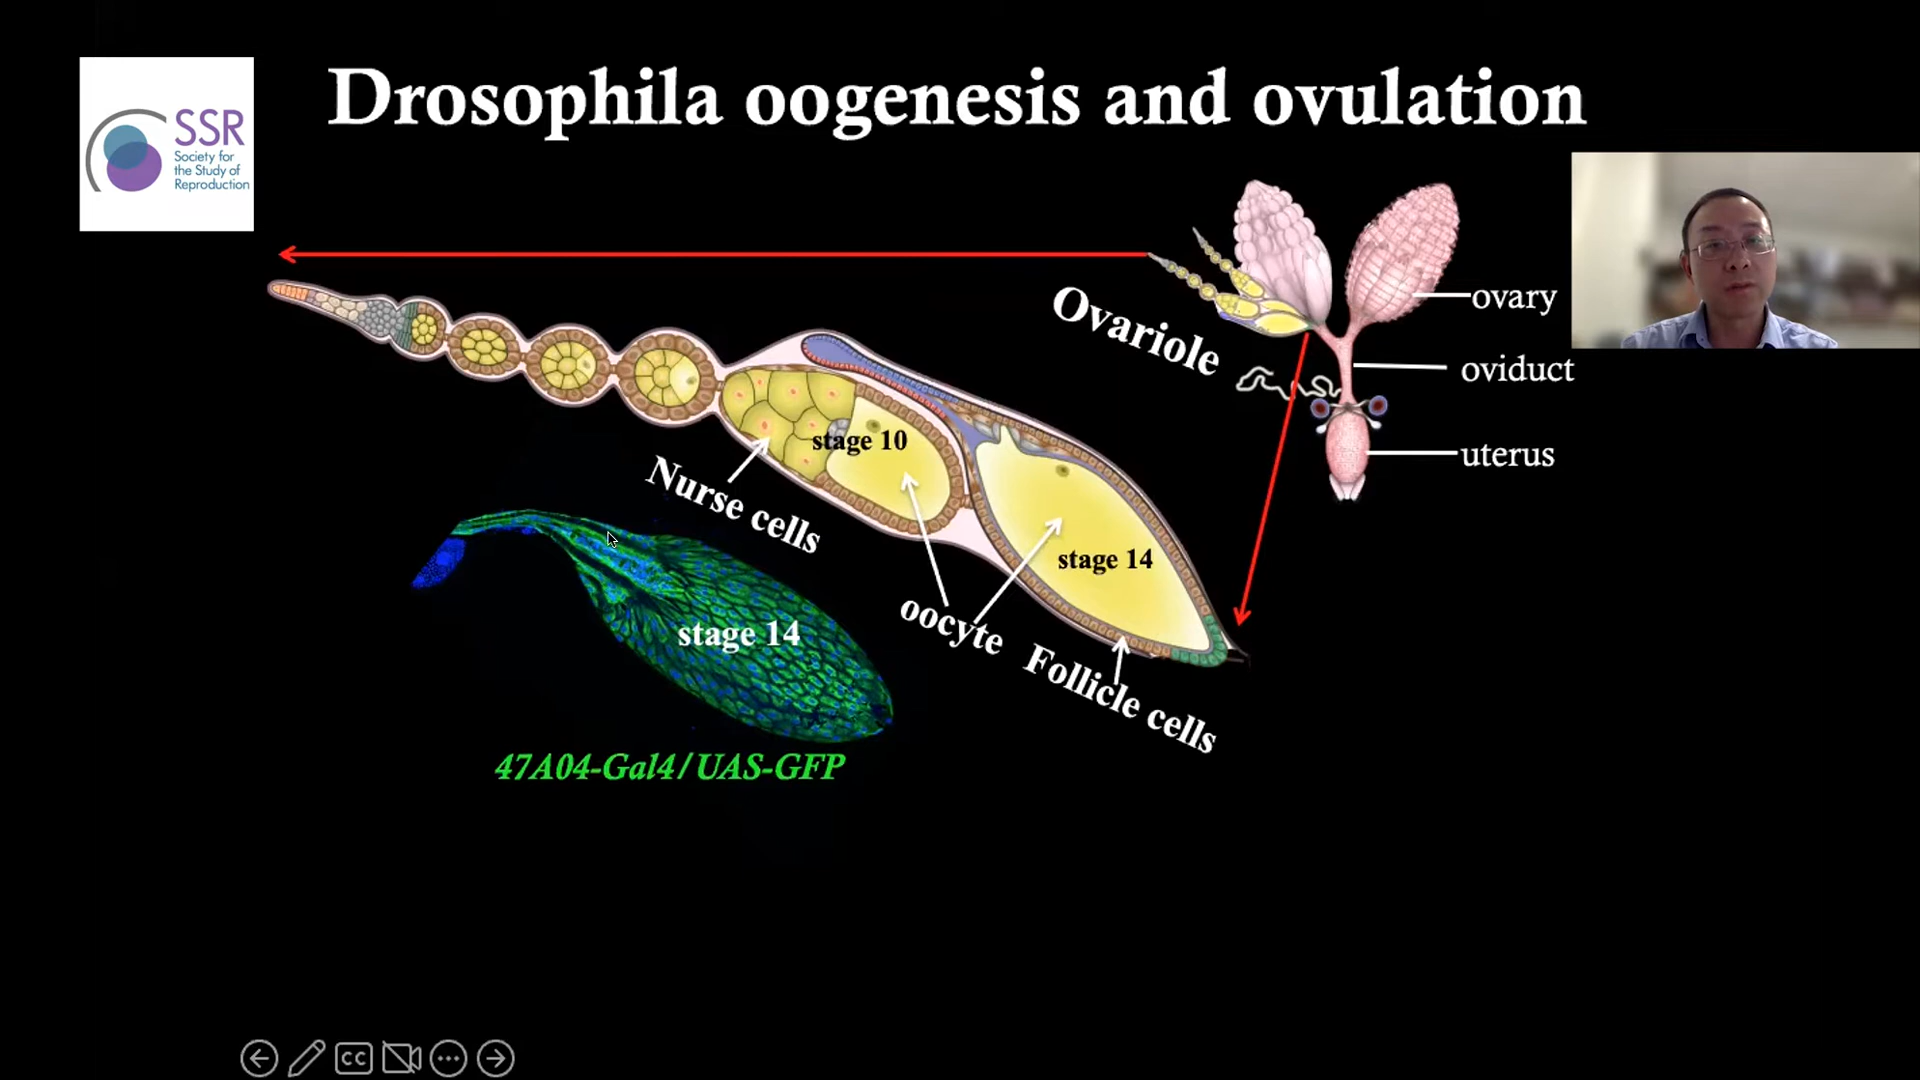 Drosophila oogenesis and ovulation
SSR
Society for
the Study of
Reproduction
ovary
Ovariole
oviduct
stage 10
uterus
Nurse cells
stage 14
oocyte
stage 14
Follicle cells
47A04-Gal4/UAS-GFP
CC